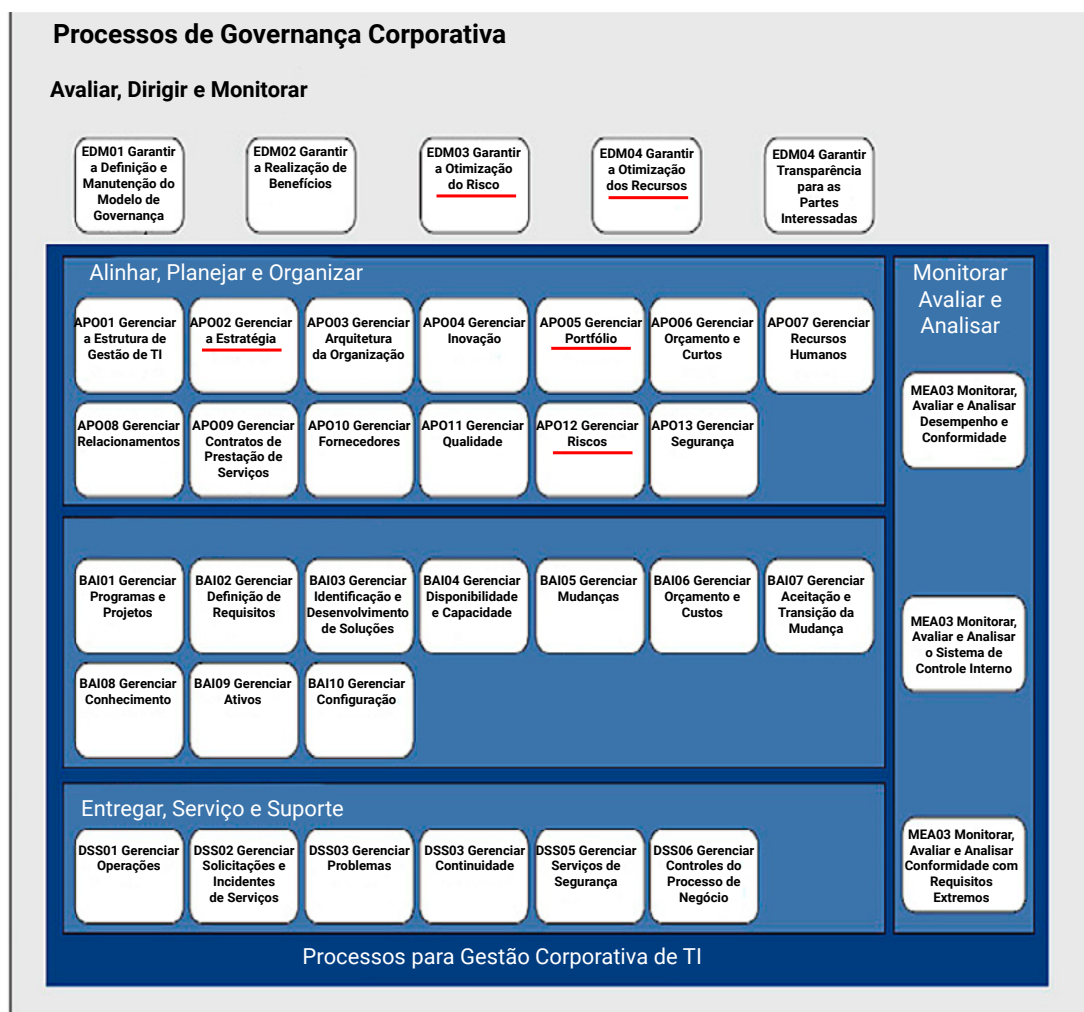 Processos de Governança Corporativa
Avaliar, Dirigir e Monitorar
EDM01 Garantir
a Definição e
Manutenção do
Modelo de
Governança
EDM02 Garantir
a Realização de
Benefícios
EDM03 Garantir
a Otimização
do Risco
EDM04 Garantir
a Otimização
dos Recursos
EDM04 Garantir
Transparência
para as
Partes
Interessadas
Alinhar, Planejar e Organizar
APO01 Gerenciar
a Estrutura de
Gestão de TI
APO02 Gerenciar
a Estratégia
APO03 Gerenciar
Arquitetura
da Organização
APO04 Gerenciar
Inovação
APO05 Gerenciar
Portfólio
APO06 Gerenciar
Orçamento e
Curtos
APO07 Gerenciar
Recursos
Humanos
APO08 Gerenciar
Relacionamentos
APO09 Gerenciar
Contratos de
Prestação de
Serviços
APO10 Gerenciar
Fornecedores
APO11 Gerenciar
Qualidade
APO12 Gerenciar
Riscos
APO13 Gerenciar
Segurança
BAI01 Gerenciar
Programas e
Projetos
BAI02 Gerenciar
Definição de
Requisitos
BAI03 Gerenciar
Identificação e
Desenvolvimento
de Soluções
BAI04 Gerenciar
Disponibilidade
e Capacidade
BAI05 Gerenciar
Mudanças
BAI06 Gerenciar
Orçamento e
Custos
BAI07 Gerenciar
Aceitação e
Transição da
Mudança
BAI08 Gerenciar
Conhecimento
BAI09 Gerenciar
Ativos
BAI10 Gerenciar
Configuração
Entregar, Serviço e Suporte
DSS01 Gerenciar
Operações
DSS02 Gerenciar
Solicitações e
Incidentes
de Serviços
DSS03 Gerenciar
Problemas
DSS03 Gerenciar
Continuidade
DSS05 Gerenciar
Serviços de
Segurança
DSS06 Gerenciar
Controles do
Processo de
Negócio
Monitorar
Avaliar e
Analisar
MEA03 Monitorar,
Avaliar e Analisar
Desempenho e
Conformidade
MEA03 Monitorar,
Avaliar e Analisar
o Sistema de
Controle Interno
MEA03 Monitorar,
Avaliar e Analisar
Conformidade com
Requisitos
Extremos
Processos para Gestão Corporativa de TI